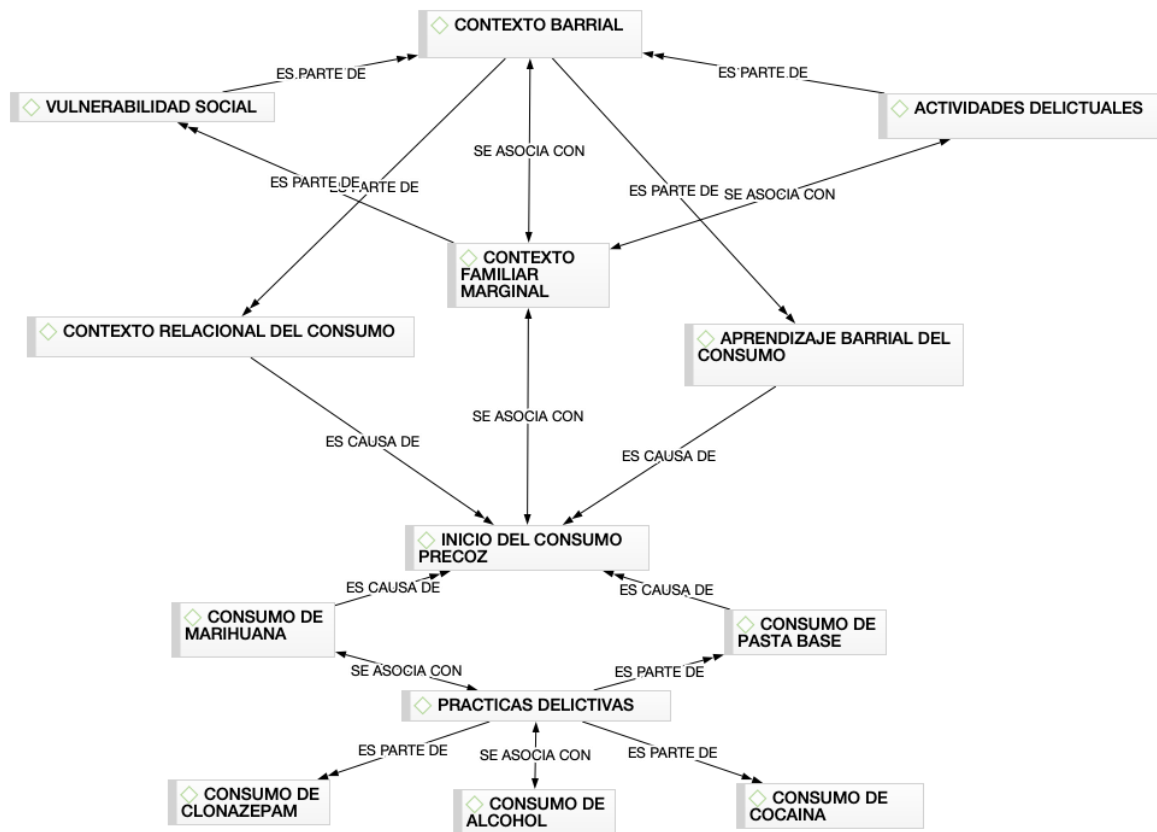 CONTEXTO BARRIAL
ES PARTE DE
ES PARTE DE
VULNERABILIDAD SOCIAL
ACTIVIDADES DELICTUALES
SE ASOCIA CON
ES PARTE DE
ES PARTE DE
ES PARTE DE
SE ASOCIA CON
CONTEXTO
FAMILIAR
MARGINAL
CONTEXTO RELACIONAL DEL CONSUMO
APRENDIZAJE BARRIAL DEL
CONSUMO
SE ASOCIA CON
ES CAUSA DE
ES CAUSA DE
INICIO DEL CONSUMO
PRECOZ
ES CAUSA DE
ES CAUSA DE
CONSUMO DE
MARIHUANA
CONSUMO DE
PASTA BASE
SE ASOCIA CON
ES PARTE DE
PRACTICAS DELICTIVAS
ES PARTE DE
SE ASOCIA CON
ES PARTE DE
CONSUMO DE
CLONAZEPAM
CONSUMO DE
ALCOHOL
CONSUMO DE
COCAINA